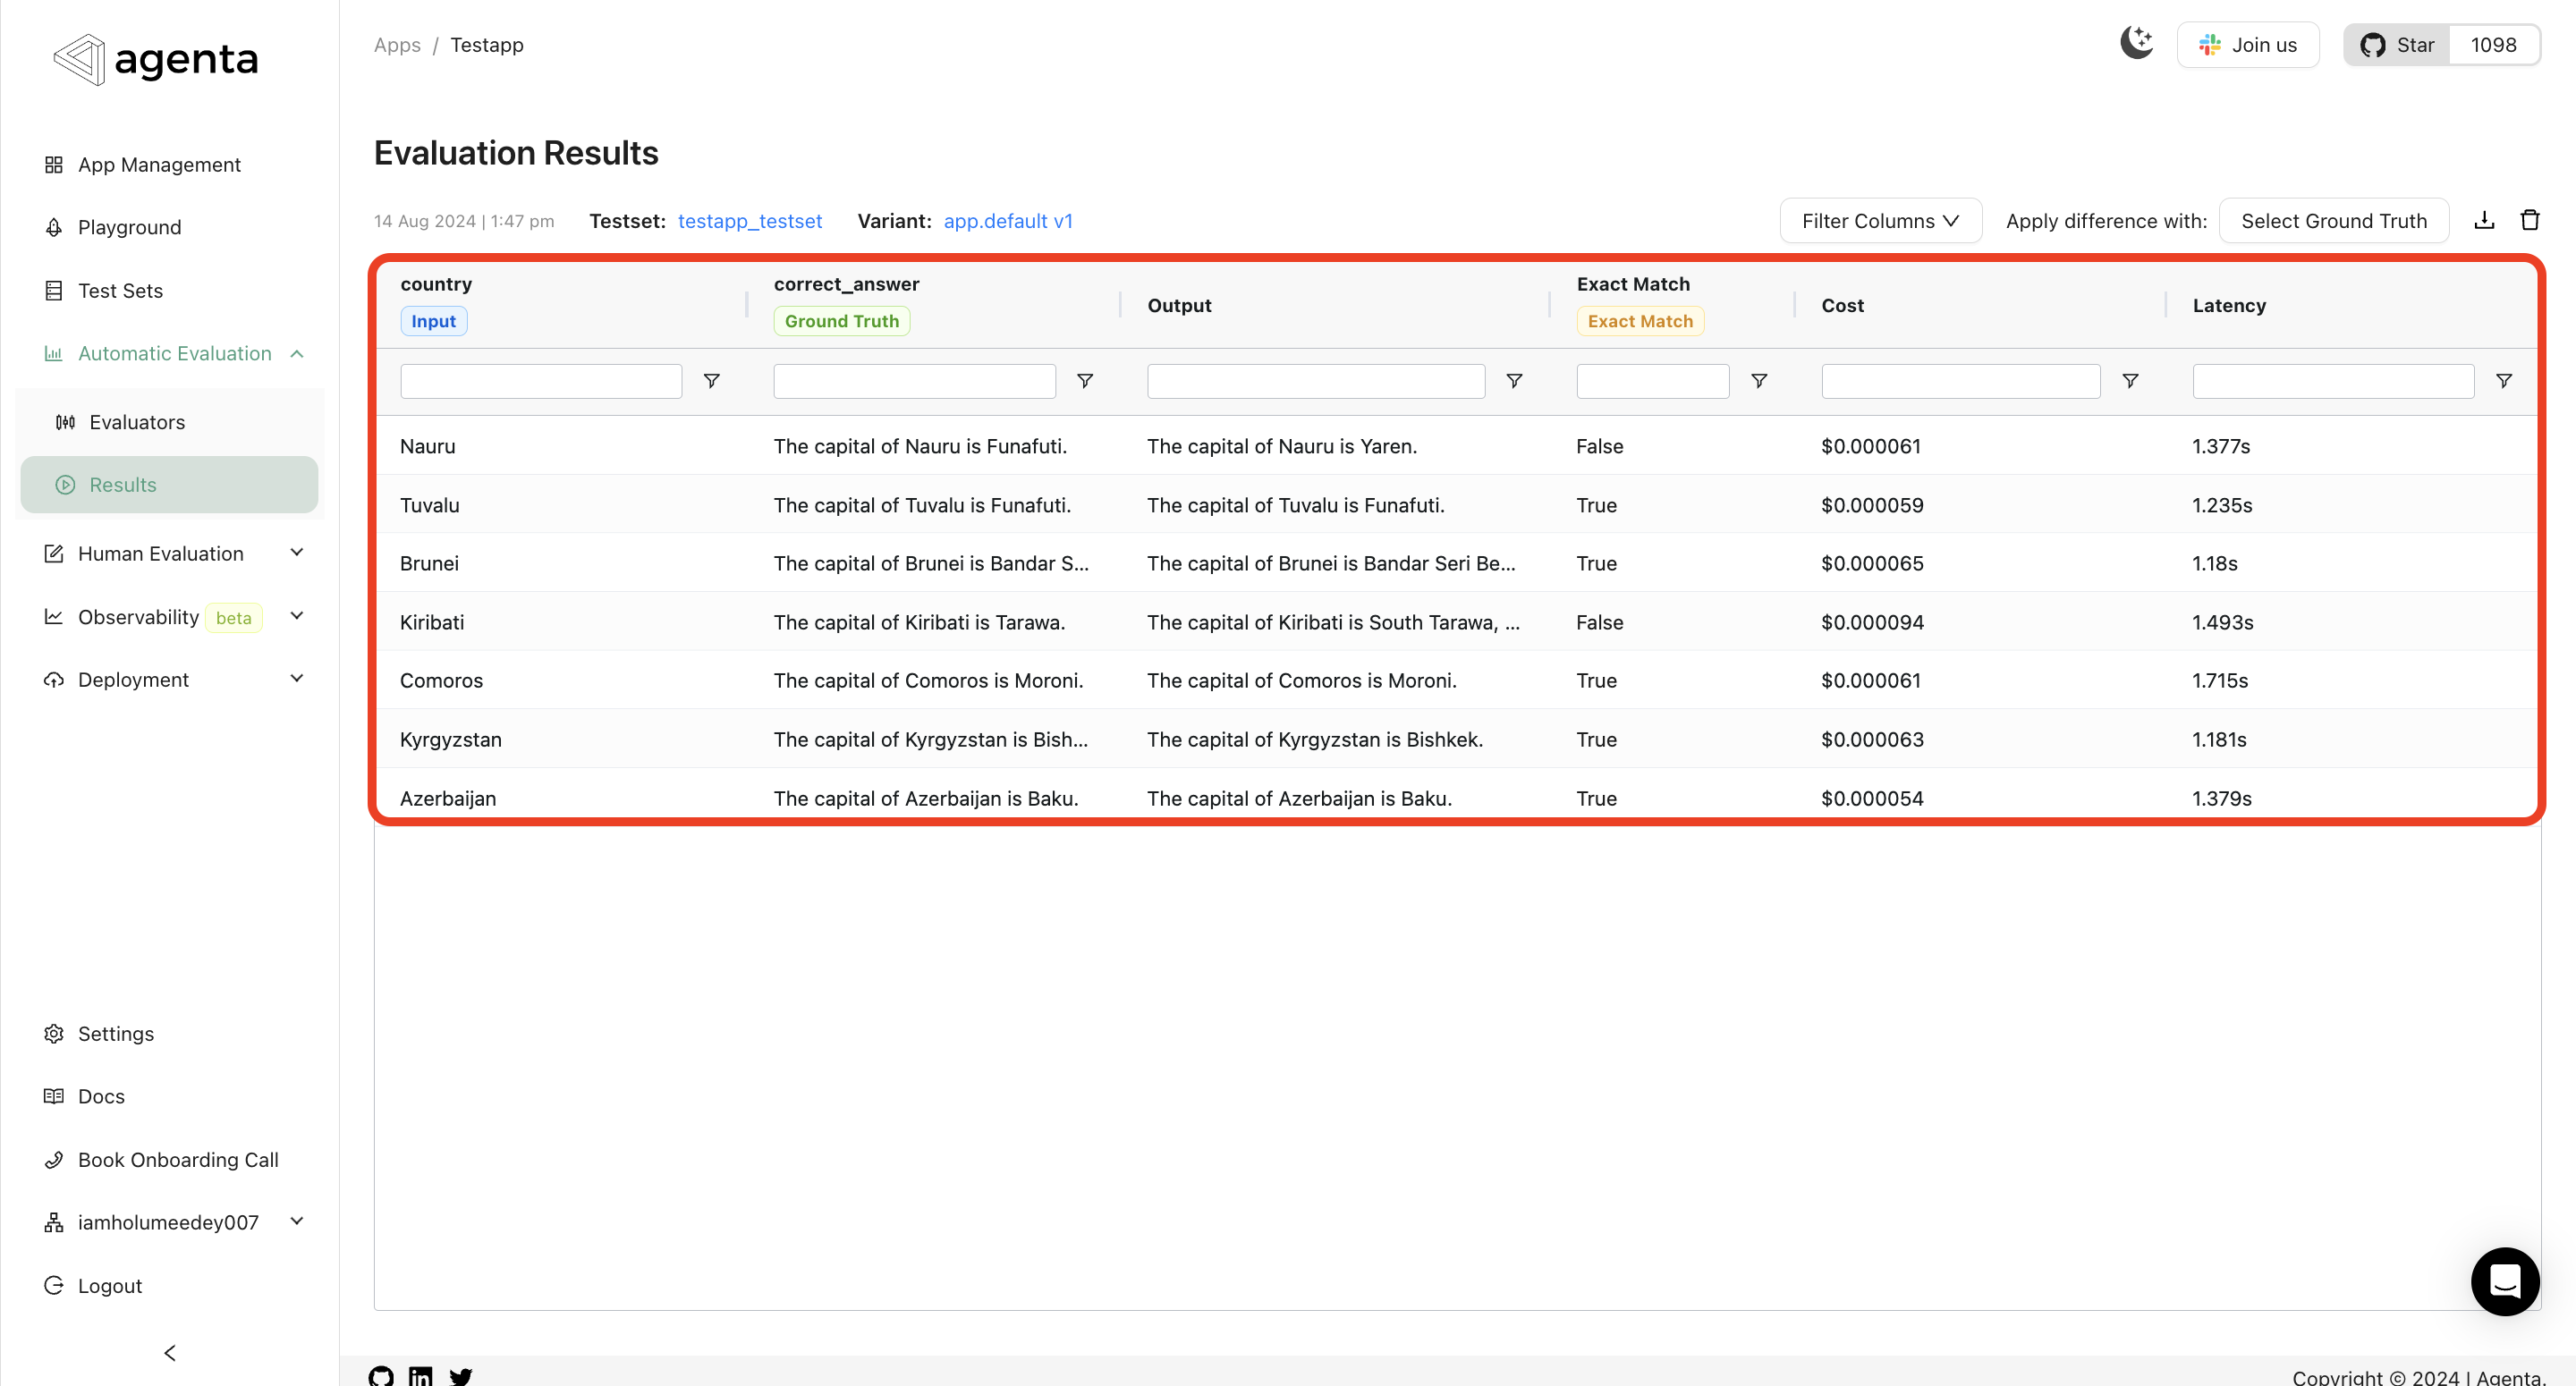 agenta
Apps / Testapp
Join us
Star 1098
App Management
Playground
Test Sets
Automatic Evaluation
Evaluators
Results
Human Evaluation
Observability beta
Deployment
Settings
Docs
Book Onboarding Call
iamholumeedey007
Logout
Evaluation Results
14 Aug 2024 | 1:47 pm Testset: testapp_testset Variant: app.default v1 Filter Columns Apply difference with: Select Ground Truth
country correct_answer Output Exact Match Cost Latency
Input Ground Truth Exact Match
Nauru The capital of Nauru is Funafuti. The capital of Nauru is Yaren. False $0.000061 1.377s
Tuvalu The capital of Tuvalu is Funafuti. The capital of Tuvalu is Funafuti. True $0.000059 1.235s
Brunei The capital of Brunei is Bandar S... The capital of Brunei is Bandar Seri Be... True $0.000065 1.18s
Kiribati The capital of Kiribati is Tarawa. The capital of Kiribati is South Tarawa, ... False $0.000094 1.493s
Comoros The capital of Comoros is Moroni. The capital of Comoros is Moroni. True $0.000061 1.715s
Kyrgyzstan The capital of Kyrgyzstan is Bish... The capital of Kyrgyzstan is Bishkek. True $0.000063 1.181s
Azerbaijan The capital of Azerbaijan is Baku. The capital of Azerbaijan is Baku. True $0.000054 1.379s
Copyright © 2024 | Agenta.